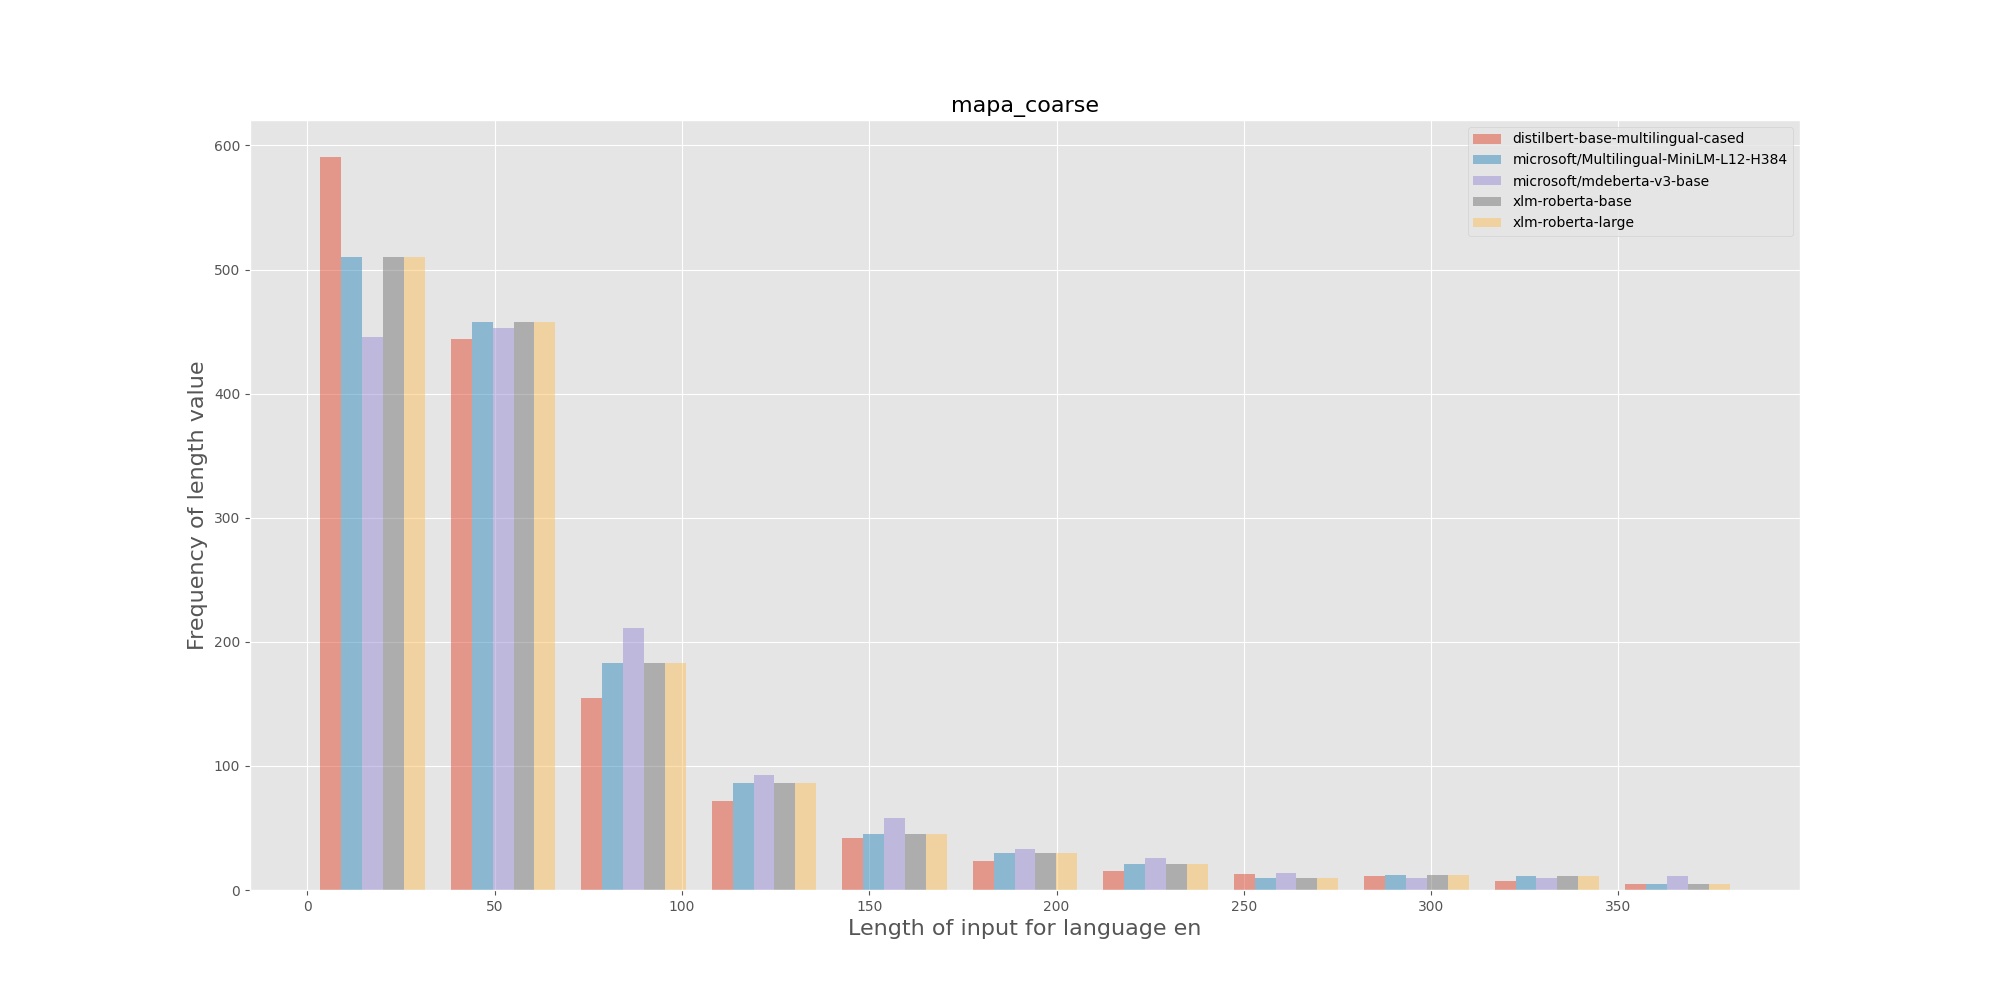 mapa_coarse
distilbert-base-multilingual-cased
microsoft/Multilingual-MiniLM-L12-H384
microsoft/mdeberta-v3-base
xlm-roberta-base
xlm-roberta-large
Frequency of length value
600
500
400
300
200
100
0
0 50 100 150 200 250 300 350
Length of input for language en